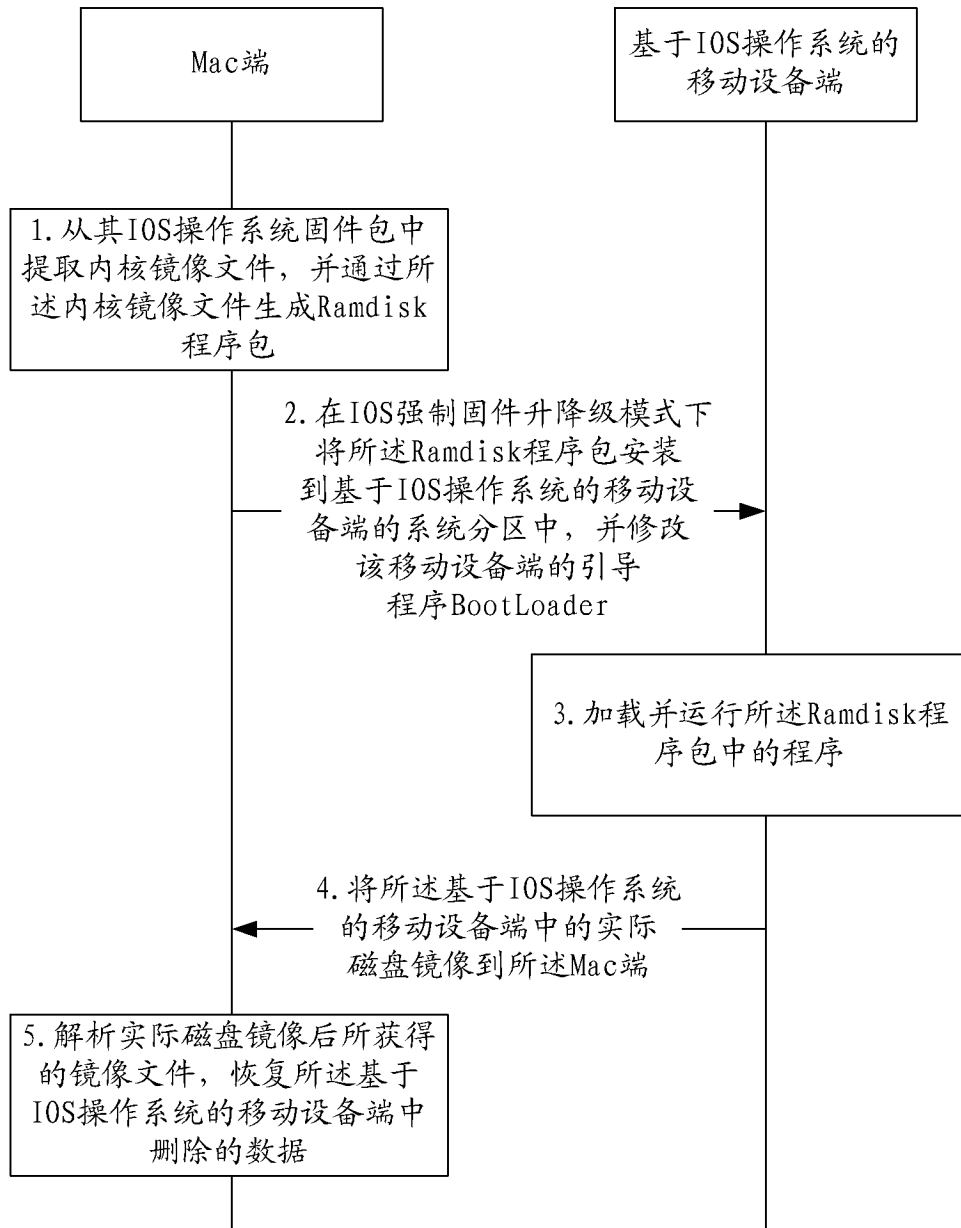 Mac端
基于IOS操作系统的
移动设备端
1.从其IOS操作系统固件包中
提取内核镜像文件，并通过所
述内核镜像文件生成Ramdisk
程序包
2.在IOS强制固件升降级模式下
将所述Ramdisk程序包安装
到基于IOS操作系统的移动设
备端的系统分区中，并修改
该移动设备端的引导
程序BootLoader
3.加载并运行所述Ramdisk程
序包中的程序
4.将所述基于IOS操作系统
的移动设备端中的实际
磁盘镜像到所述Mac端
5.解析实际磁盘镜像后所获得
的镜像文件，恢复所述基于
IOS操作系统的移动设备端中
删除的数据